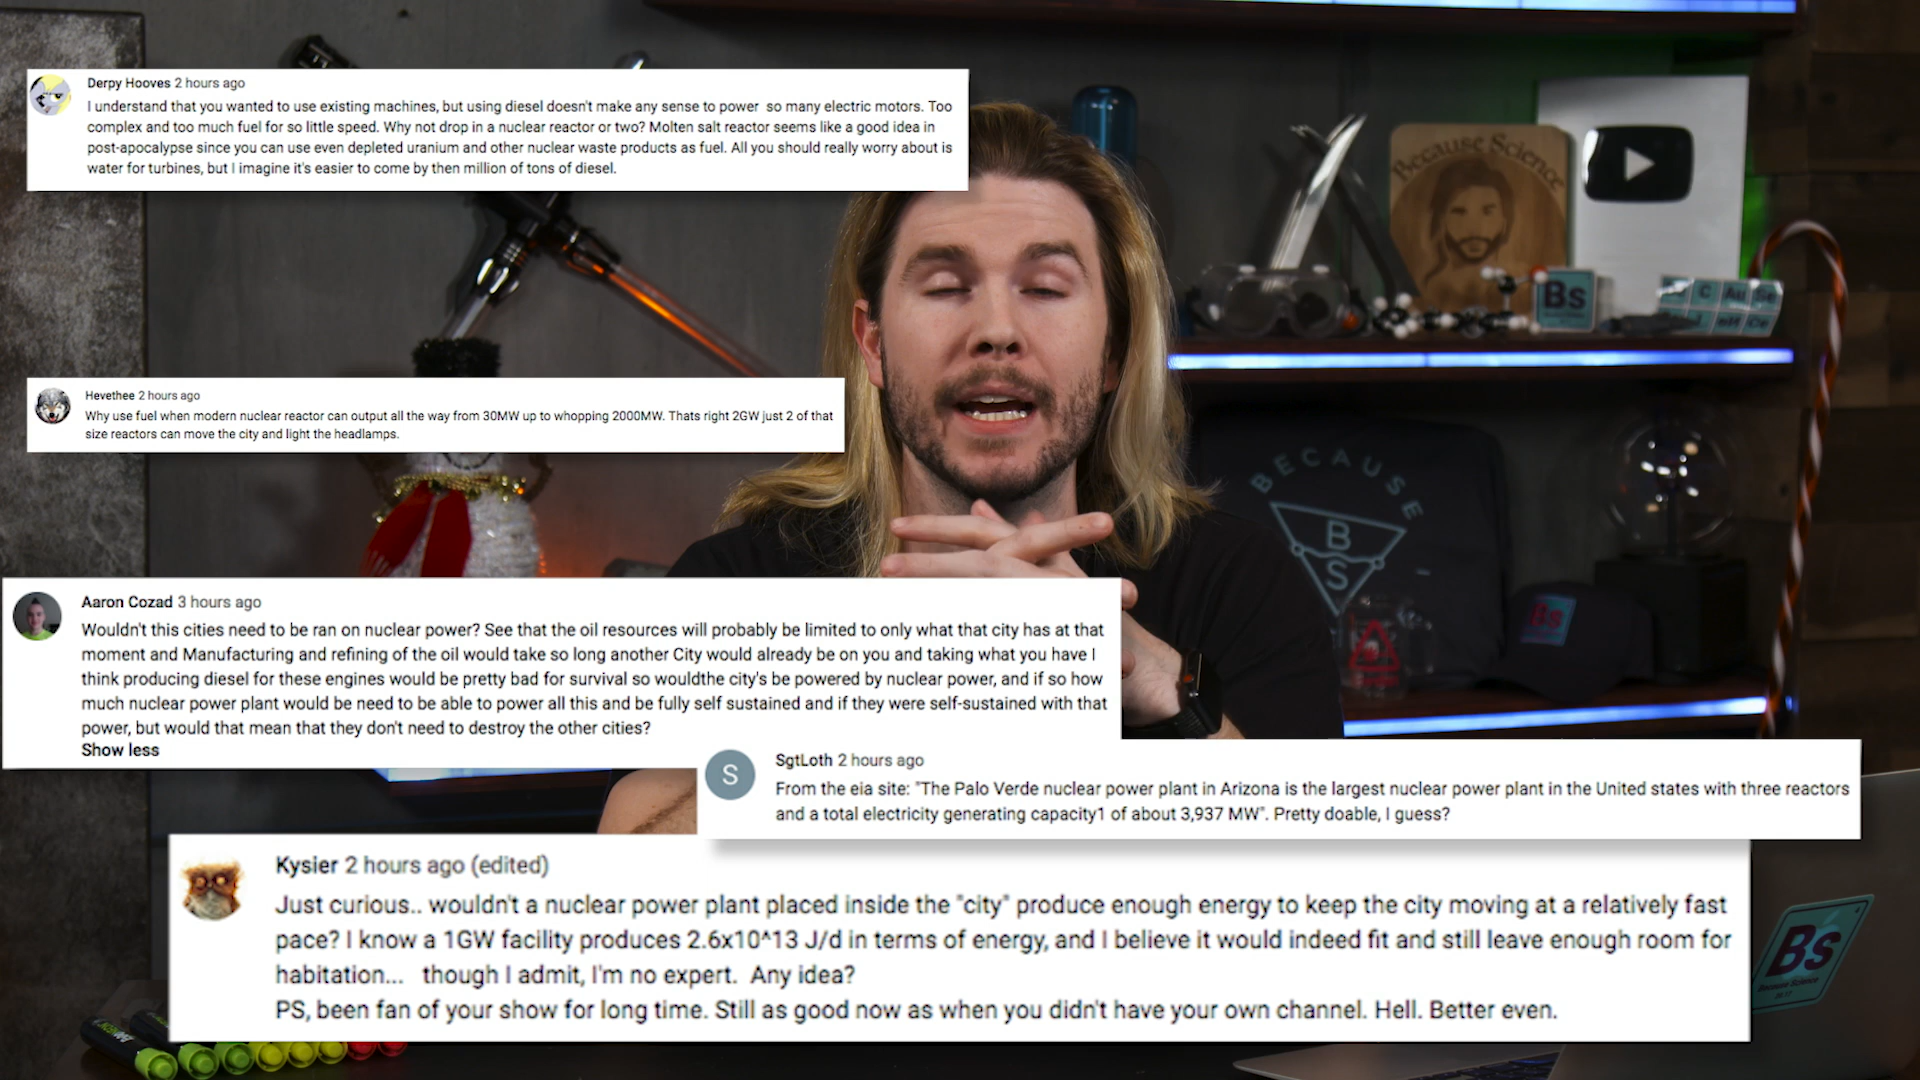 Derpy Hooves 2 hours ago
I understand that you wanted to use existing machines, but using diesel doesn't make any sense to power so many electric motors. Too
complex and too much fuel for so little speed. Why not drop in a nuclear reactor or two? Molten salt reactor seems like a good idea in
post-apocalypse since you can use even depleted uranium and other nuclear waste products as fuel. All you should really worry about is
water for turbines, but I imagine it's easier to come by then million of tons of diesel.
Because Science
Bs
Hevethee 2 hours ago
Why use fuel when modern nuclear reactor can output all the way from 30MW up to whopping 2000MW. Thats right 2GW just 2 of that
size reactors can move the city and light the headlamps.
BECAUSE
B
S
Bs
Aaron Cozad 3 hours ago
Wouldn't this cities need to be ran on nuclear power? See that the oil resources will probably be limited to only what that city has at that
moment and Manufacturing and refining of the oil would take so long another City would already be on you and taking what you have I
think producing diesel for these engines would be pretty bad for survival so wouldthe city's be powered by nuclear power, and if so how
much nuclear power plant would be need to be able to power all this and be fully self sustained and if they were self-sustained with that
power, but would that mean that they don't need to destroy the other cities?
Show less
S
SgtLoth 2 hours ago
From the eia site: "The Palo Verde nuclear power plant in Arizona is the largest nuclear power plant in the United states with three reactors
and a total electricity generating capacity1 of about 3,937 MW". Pretty doable, I guess?
Kysier 2 hours ago (edited)
Just curious.. wouldn't a nuclear power plant placed inside the "city" produce enough energy to keep the city moving at a relatively fast
pace? I know a 1GW facility produces 2.6x10^13 J/d in terms of energy, and I believe it would indeed fit and still leave enough room for
habitation... though I admit, I'm no expert. Any idea?
PS, been fan of your show for long time. Still as good now as when you didn't have your own channel. Hell. Better even.
Bs
Because Science